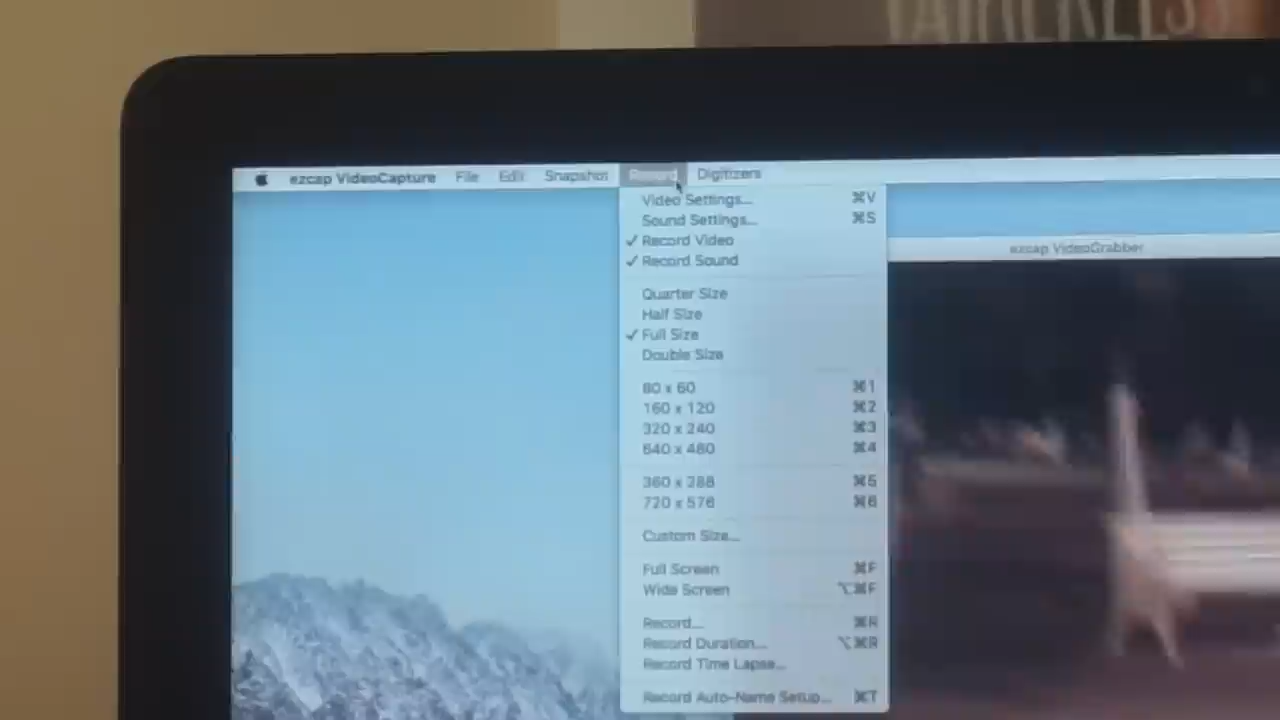 ezcap VideoCapture File Edit Snapshot Record Digitizers
Video Settings... ⌘V
Sound Settings... ⌘S
✓ Record Video
✓ Record Sound
ezcap VideoGrabber
Quarter Size
Half Size
✓ Full Size
Double Size
80 x 60 ⌘1
160 x 120 ⌘2
320 x 240 ⌘3
640 x 480 ⌘4
360 x 288 ⌘5
720 x 576 ⌘6
Custom Size...
Full Screen ⌘F
Wide Screen ⌥⌘F
Record... ⌘R
Record Duration... ⌥⌘R
Record Time Lapse...
Record Auto-Name Setup... ⌘T